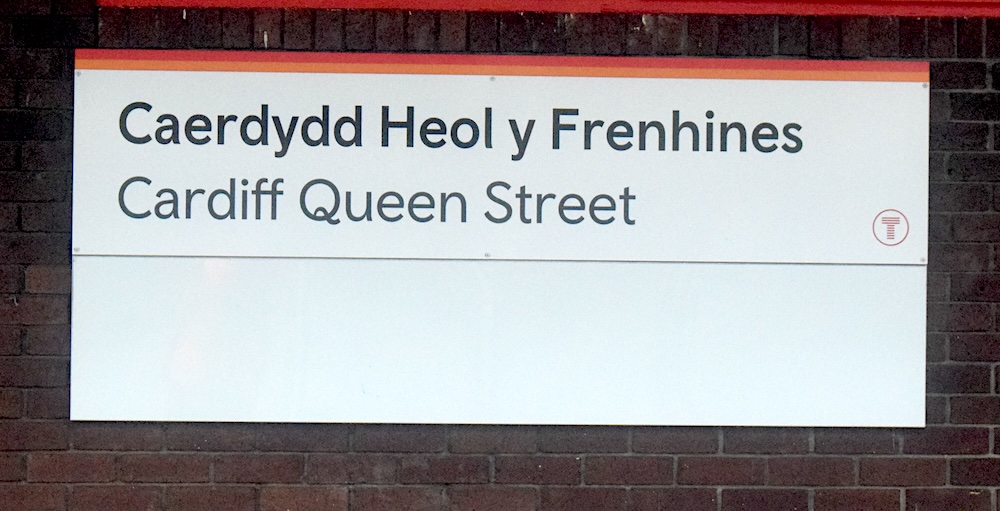 Caerdydd Heol y Frenhines
Cardiff Queen Street
T